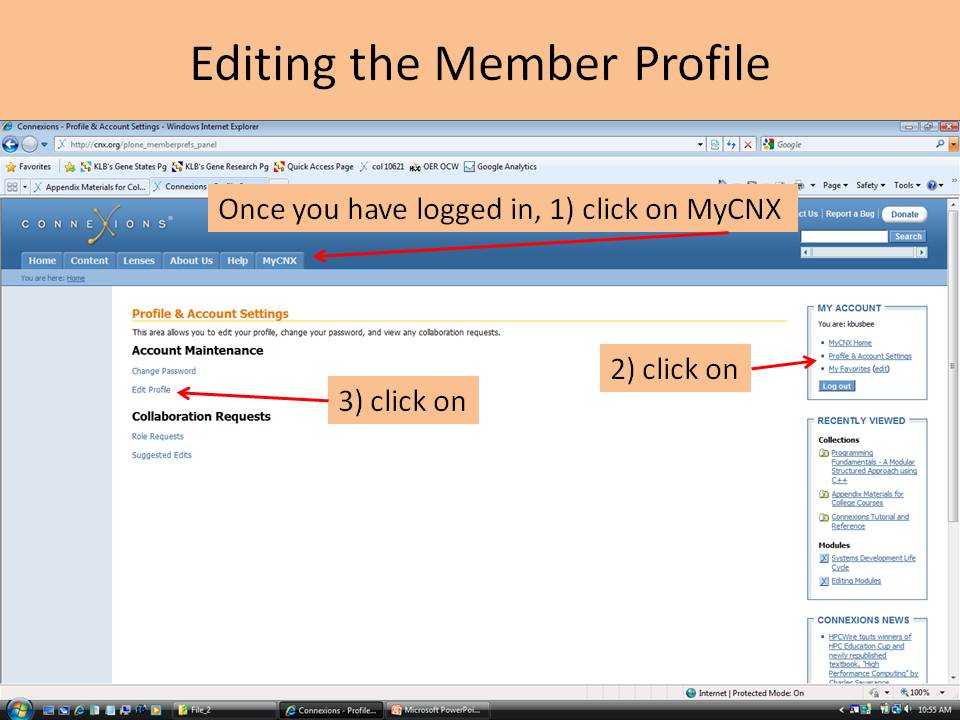 Editing the Member Profile
Connexions - Profile & Account Settings - Windows Internet Explorer
http://cnx.org/plone_memberprefs_panel
Google
Favorites
KLB's Gene States Pg
KLB's Gene Research Pg
Quick Access Page
col 10621
OER OCW
Google Analytics
Appendix Materials for Col...
Connexions
Page
Safety
Tools
Once you have logged in, 1) click on MyCNX
CONNEXIONS®
ct Us | Report a Bug
Donate
Search
Home
Content
Lenses
About Us
Help
MyCNX
You are here: Home
Profile & Account Settings
This area allows you to edit your profile, change your password, and view any collaboration requests.
Account Maintenance
Change Password
Edit Profile
Collaboration Requests
Role Requests
Suggested Edits
2) click on
3) click on
MY ACCOUNT
You are: kbusbee
MyCNX Home
Profile & Account Settings
My Favorites (edit)
Log out
RECENTLY VIEWED
Collections
Programming
Fundamentals - A Modular
Structured Approach using
C++
Appendix Materials for
College Courses
Connexions Tutorial and
Reference
Modules
Systems Development Life
Cycle
Editing Modules
CONNEXIONS NEWS
HPCWire touts winners of
HPC Education Cup and
newly republished
textbook, "High
Performance Computing" by
Charles Severance
Internet | Protected Mode: On
100%
File_2
Connexions - Profile...
Microsoft PowerPoi...
10:55 AM